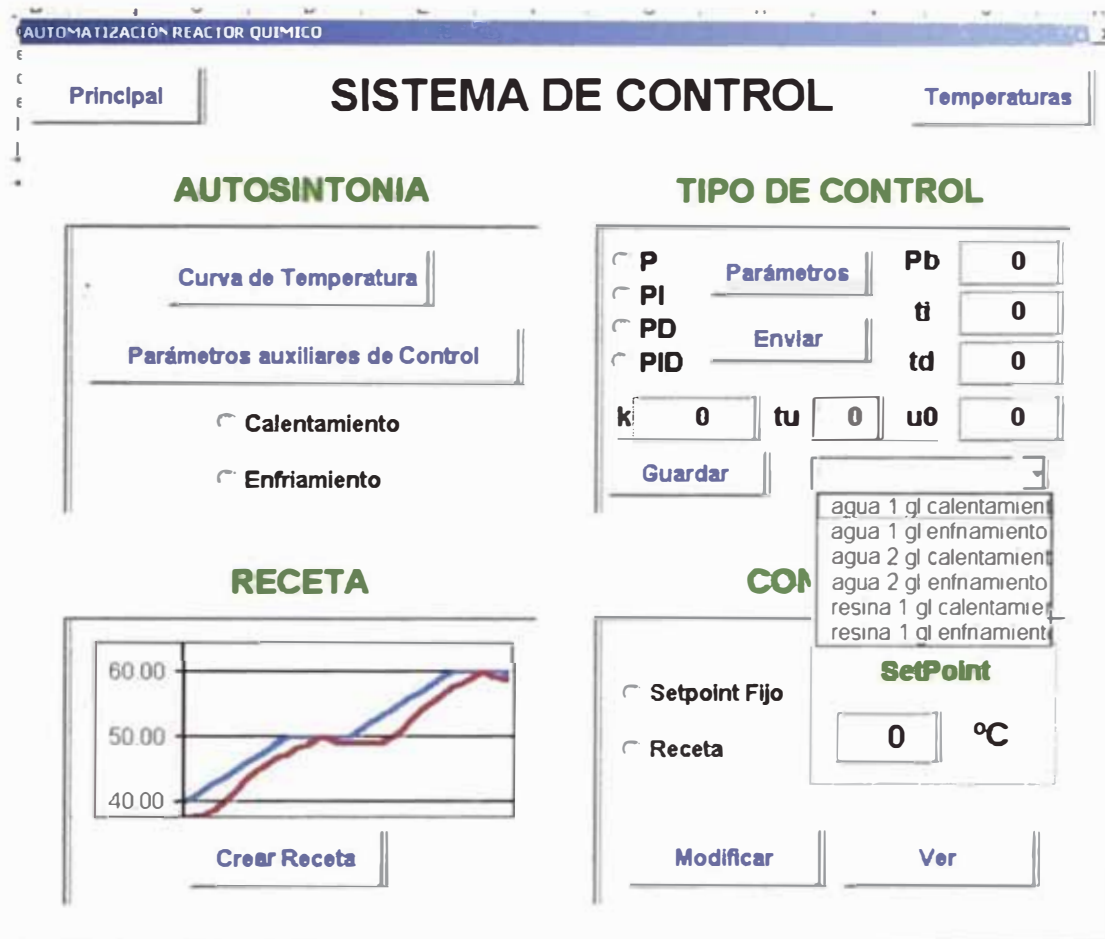 AUTOMATIZACIÓN REACTOR QUIMICO
Principal
SISTEMA DE CONTROL
Temperaturas
AUTOSINTONIA
Curva de Temperatura
Parámetros auxiliares de Control
Calentamiento
Enfriamiento
TIPO DE CONTROL
P
PI
PD
PID
Parámetros
Enviar
Pb 0
ti 0
td 0
k 0 tu 0 u0 0
Guardar
agua 1 gl calentamient
agua 1 gl enfriamiento
agua 2 gl calentamient
agua 2 gl enfriamiento
resina 1 gl calentamien
resina 1 gl enfriamient
RECETA
60.00
50.00
40.00
Crear Receta
CON
Setpoint Fijo
Receta
SetPoint
0 ºC
Modificar
Ver